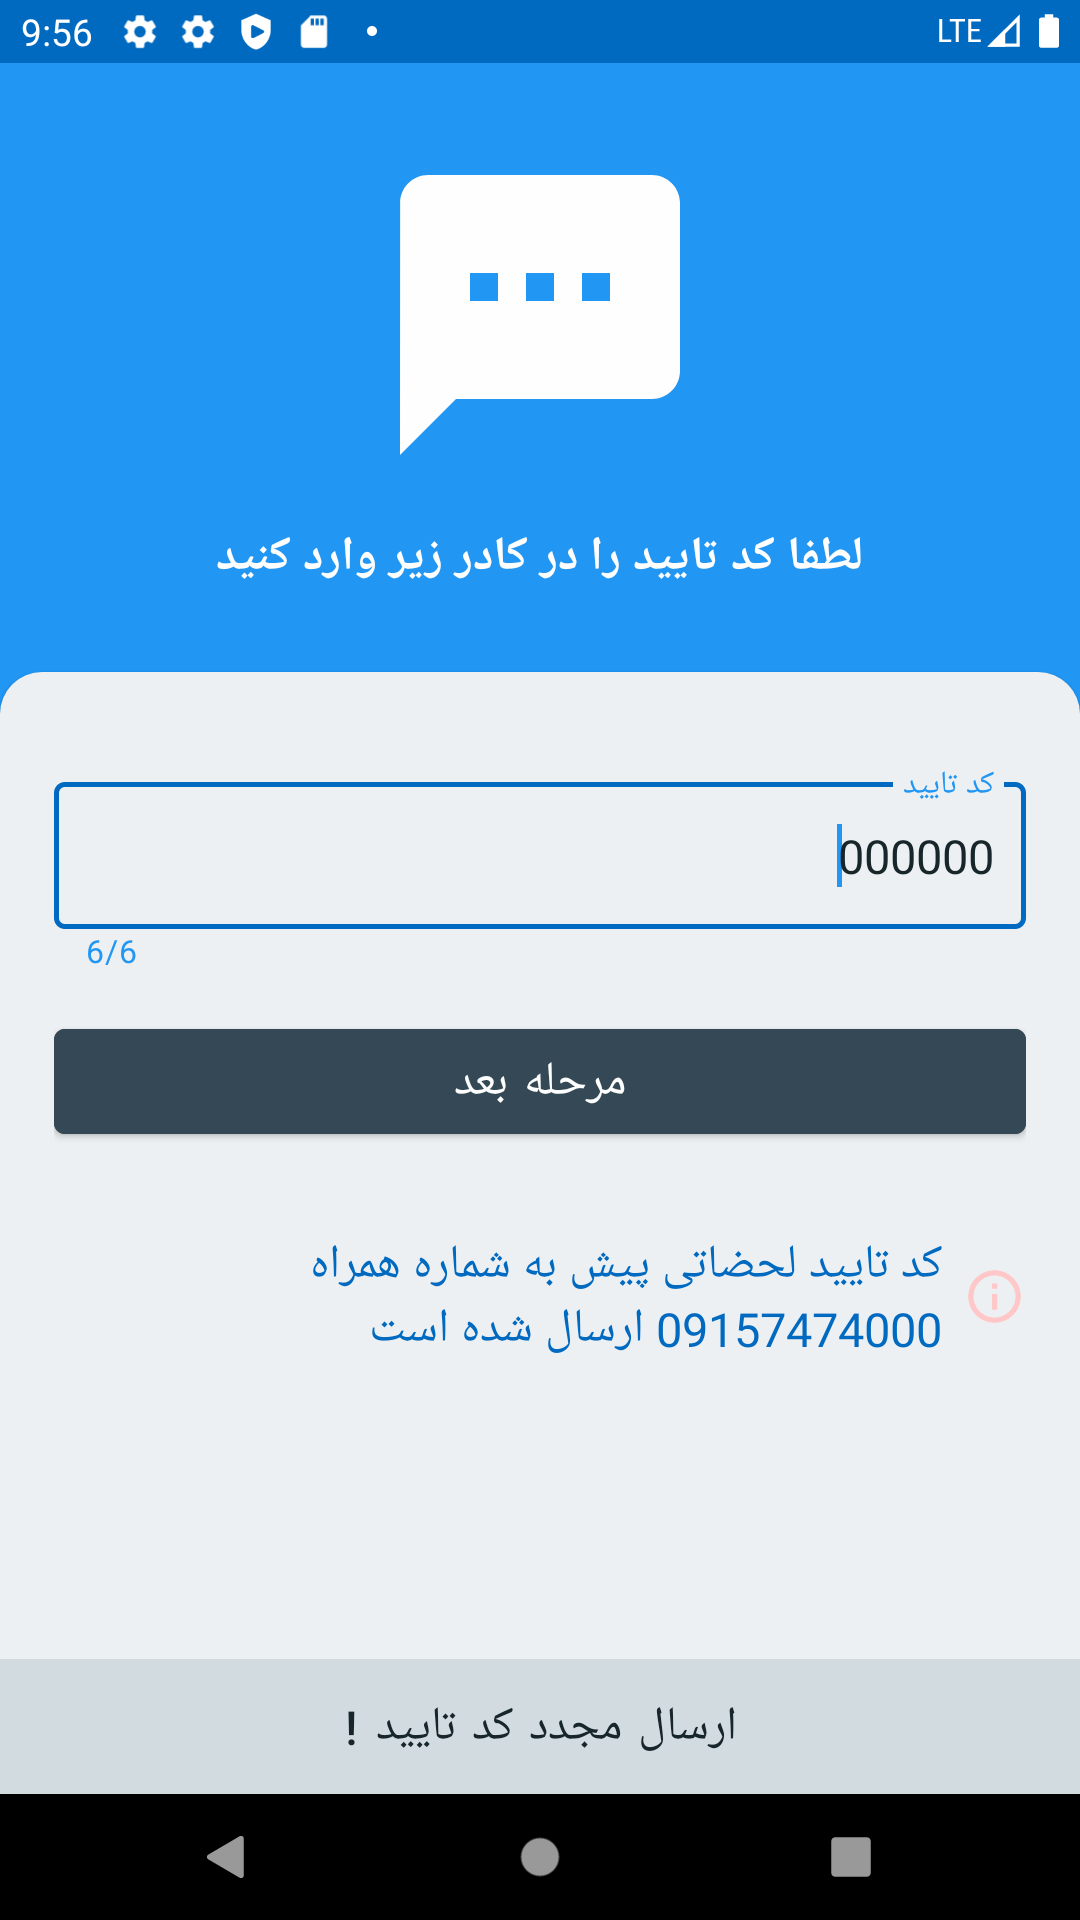 9:56
LTE
لطفا کد تایید را در کادر زیر وارد کنید
کد تایید
000000
6/6
مرحله بعد
کد تایید لحضاتی پیش به شماره همراه
09157474000 ارسال شده است
ارسال مجدد کد تایید !